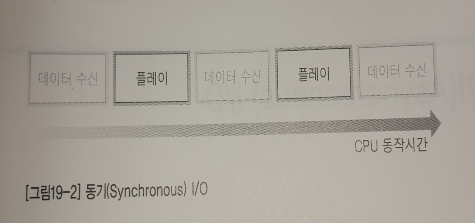 데이터 수신 플레이 데이터 수신 플레이 데이터 수신
CPU 동작시간
[그림19-2] 동기(Synchronous) I/O